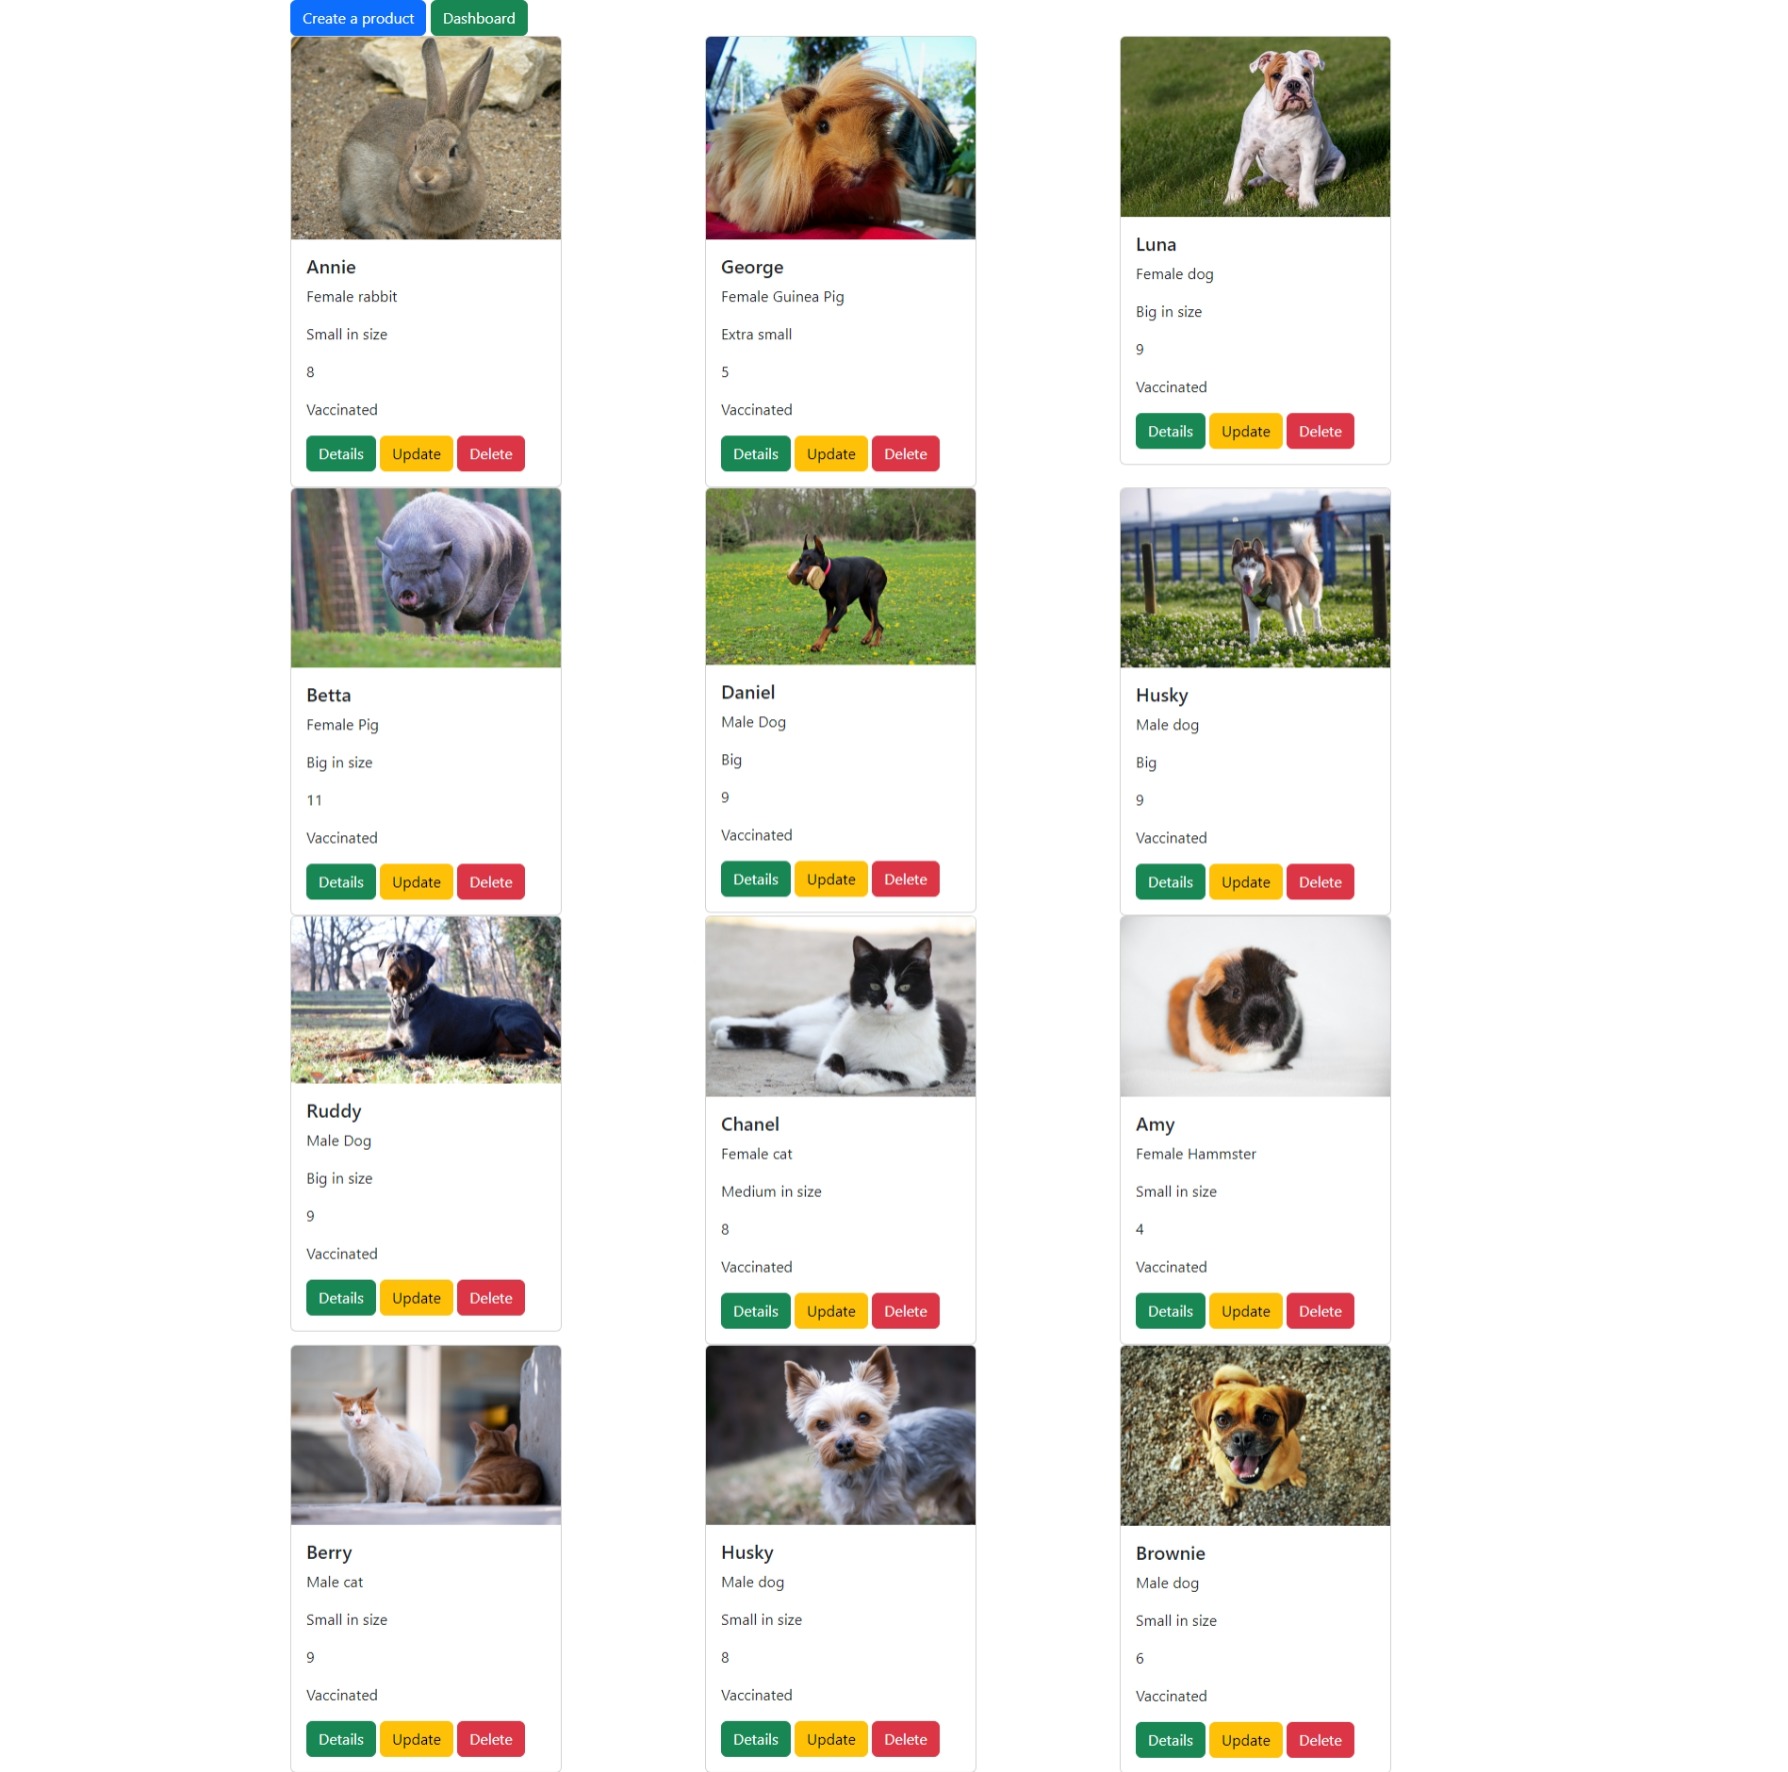 Create a product
Dashboard
Annie
Female rabbit
Small in size
8
Vaccinated
Details Update Delete
George
Female Guinea Pig
Extra small
5
Vaccinated
Details Update Delete
Luna
Female dog
Big in size
9
Vaccinated
Details Update Delete
Betta
Female Pig
Big in size
11
Vaccinated
Details Update Delete
Daniel
Male Dog
Big
9
Vaccinated
Details Update Delete
Husky
Male dog
Big
9
Vaccinated
Details Update Delete
Ruddy
Male Dog
Big in size
9
Vaccinated
Details Update Delete
Chanel
Female cat
Medium in size
8
Vaccinated
Details Update Delete
Amy
Female Hammster
Small in size
4
Vaccinated
Details Update Delete
Berry
Male cat
Small in size
9
Vaccinated
Details Update Delete
Husky
Male dog
Small in size
8
Vaccinated
Details Update Delete
Brownie
Male dog
Small in size
6
Vaccinated
Details Update Delete